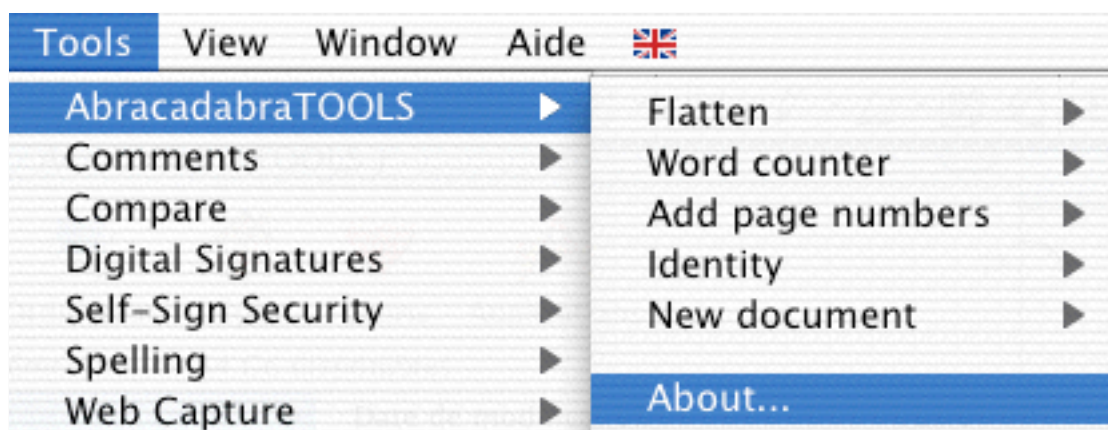 Tools View Window Aide
AbracadabraTOOLS
Comments
Compare
Digital Signatures
Self-Sign Security
Spelling
Web Capture
Flatten
Word counter
Add page numbers
Identity
New document
About...